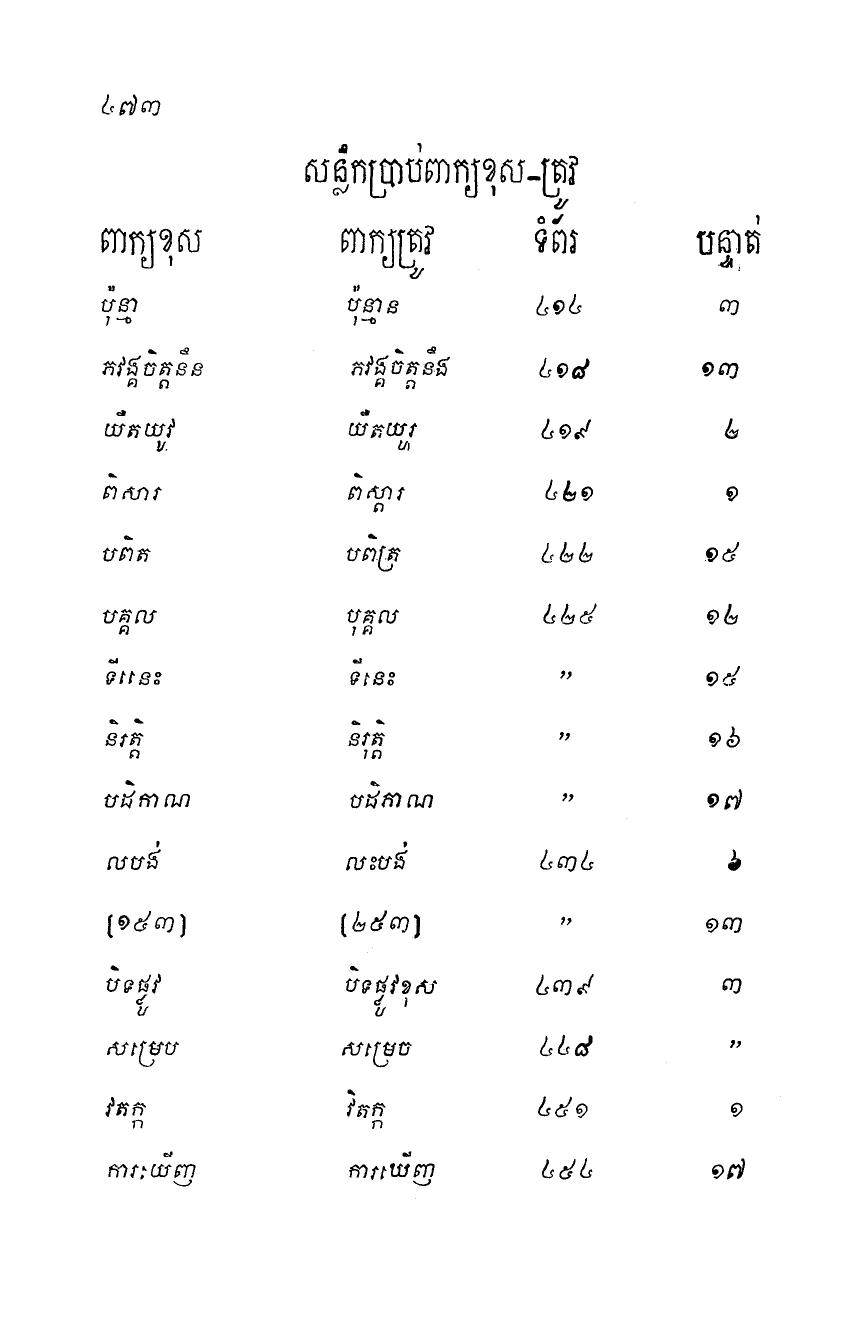 ៤៧៣
សន្លឹកប្រាប់ពាក្យខុស-ត្រូវ
ពាក្យខុស ពាក្យត្រូវ ទំព័រ បន្ទាត់
ប៉ុន្មា ប៉ុន្មាន ៤១៤ ៣
ភវង្គចិត្តនឹន ភវង្គចិត្តនឹង ៤១៨ ១៣
យឺតយូវ យឺតយូរ ៤១៩ ២
ពិសារ ពិស្តារ ៤២១ ១
បពិត បពិត្រ ៤២២ ១៥
បគ្គល បុគ្គល ៤២៥ ១២
ទីេនេះ ទីនេះ ” ១៥
និរត្តិ និរុត្តិ ” ១៦
បដិកាណ បដិភាណ ” ១៧
លបង់ លះបង់ ៤៣៤ ៦
(១៥៣) (២៥៣) ” ១៣
បិទផ្លូវ បិទផ្លូវខុស ៤៣៩ ៣
សម្រេប សម្រេច ៤៤៨ ”
វតក្ក វិតក្ក ៤៥១ ១
ការ:យីញ ការឃើញ ៤៥៤ ១៧